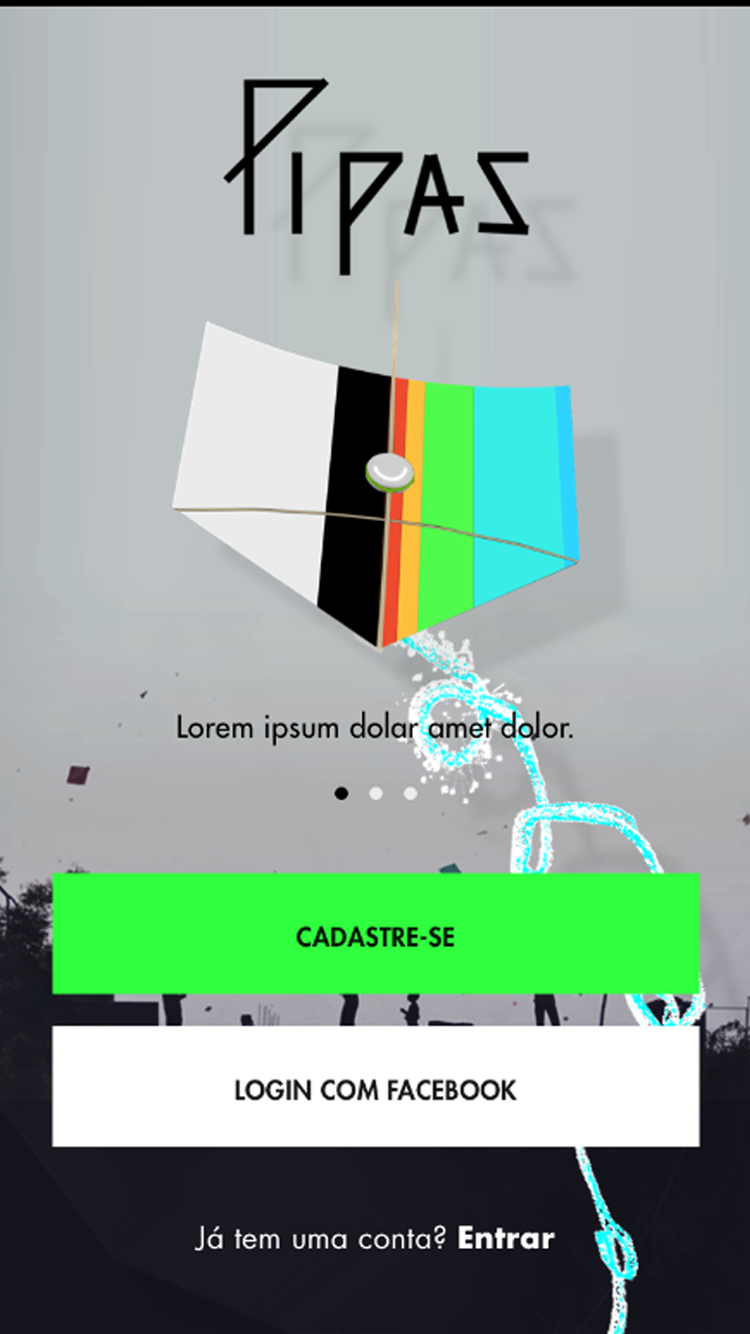 PIPAS
Lorem ipsum dolar amet dolor.
CADASTRE-SE
LOGIN COM FACEBOOK
Já tem uma conta? Entrar